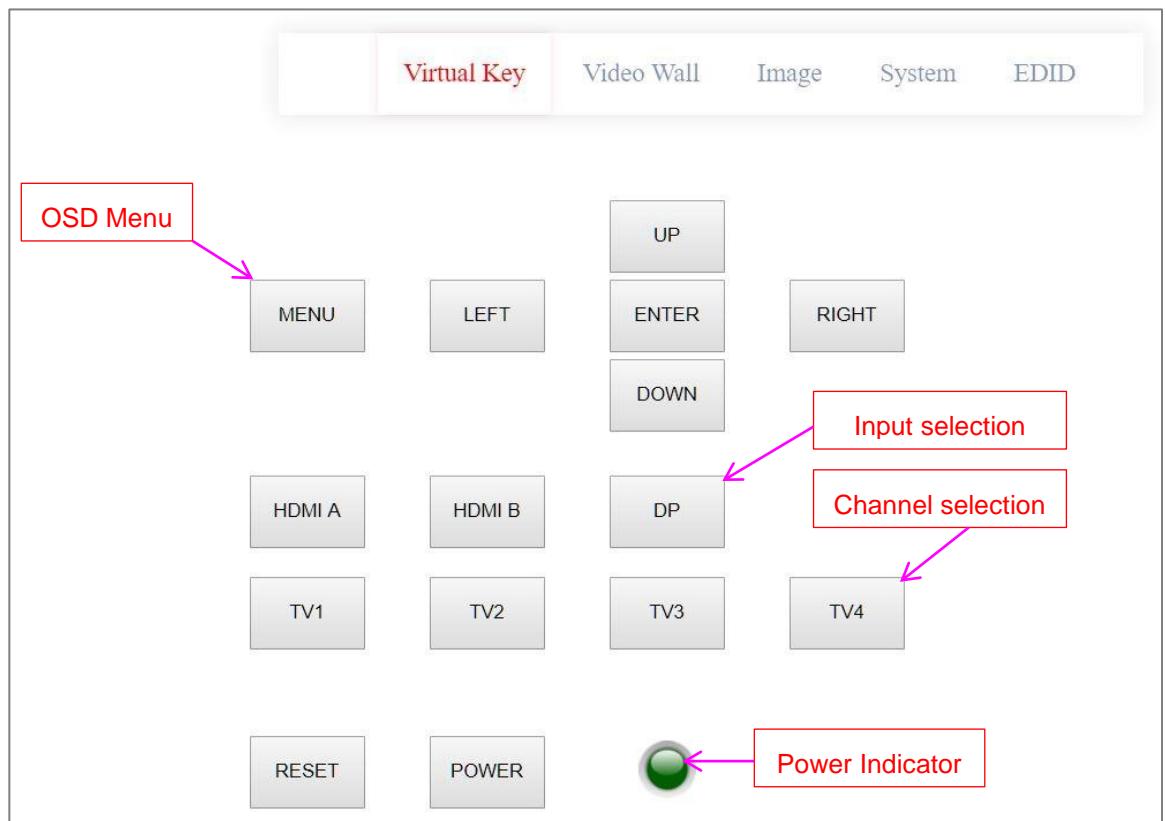 Virtual Key Video Wall Image System EDID
OSD Menu
UP
MENU LEFT ENTER RIGHT
DOWN
Input selection
HDMI A HDMI B DP
Channel selection
TV1 TV2 TV3 TV4
RESET POWER
Power Indicator